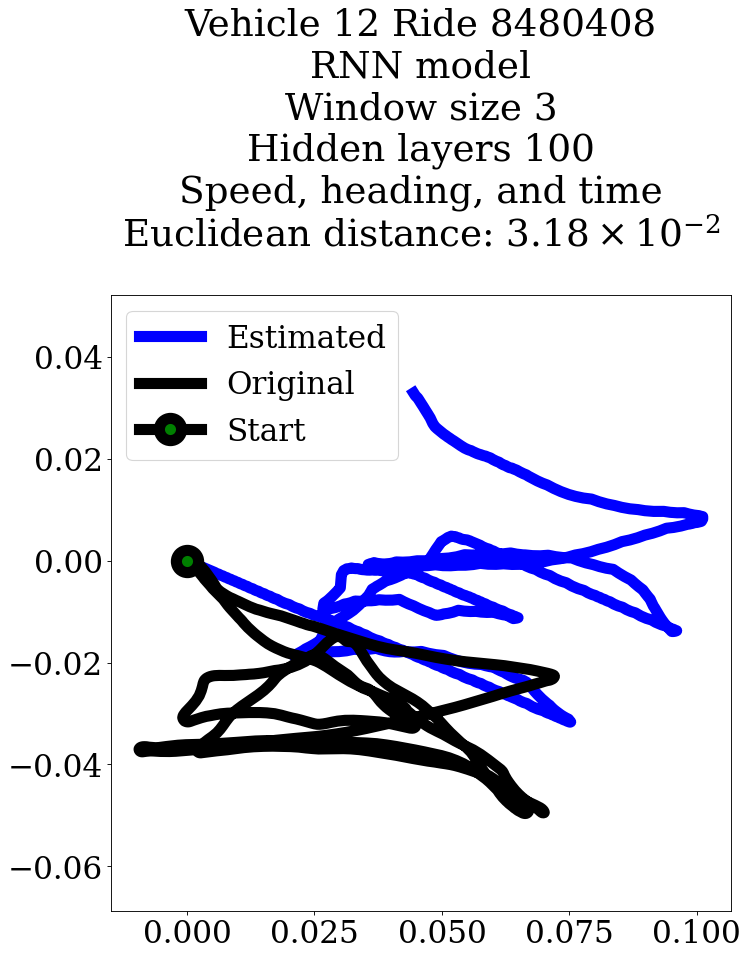 Vehicle 12 Ride 8480408
RNN model
Window size 3
Hidden layers 100
Speed, heading, and time
Euclidean distance: 3.18 × 10⁻²
Estimated
Original
Start
0.04
0.02
0.00
−0.02
−0.04
−0.06
0.000 0.025 0.050 0.075 0.100